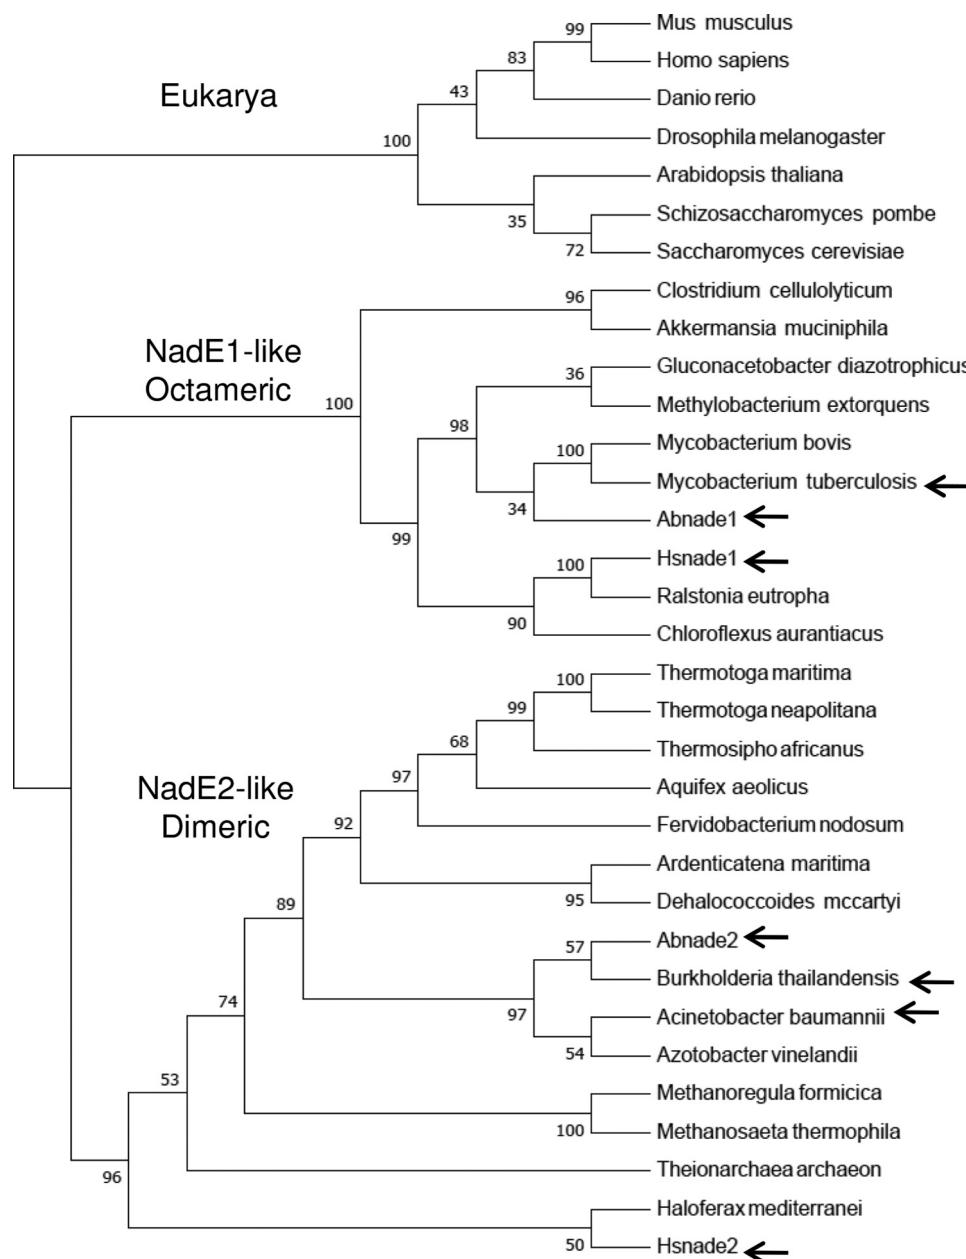 Mus musculus
99
Homo sapiens
83
Danio rerio
Eukarya
43
Drosophila melanogaster
100
Arabidopsis thaliana
35
Schizosaccharomyces pombe
72
Saccharomyces cerevisiae
Clostridium cellulolyticum
96
Akkermansia muciniphila
NadE1-like
Octameric
100
Gluconacetobacter diazotrophicus
36
Methylobacterium extorquens
98
Mycobacterium bovis
100
Mycobacterium tuberculosis
34
Abnade1
99
Hsnade1
100
Ralstonia eutropha
90
Chloroflexus aurantiacus
Thermotoga maritima
100
Thermotoga neapolitana
99
Thermosipho africanus
68
Aquifex aeolicus
97
NadE2-like
Dimeric
Fervidobacterium nodosum
92
Ardenticatena maritima
95
Dehalococcoides mccartyi
89
Abnade2
57
Burkholderia thailandensis
97
Acinetobacter baumannii
74
54
Azotobacter vinelandii
53
Methanoregula formicica
100
Methanosaeta thermophila
Theionarchaea archaeon
96
Haloferax mediterranei
50
Hsnade2